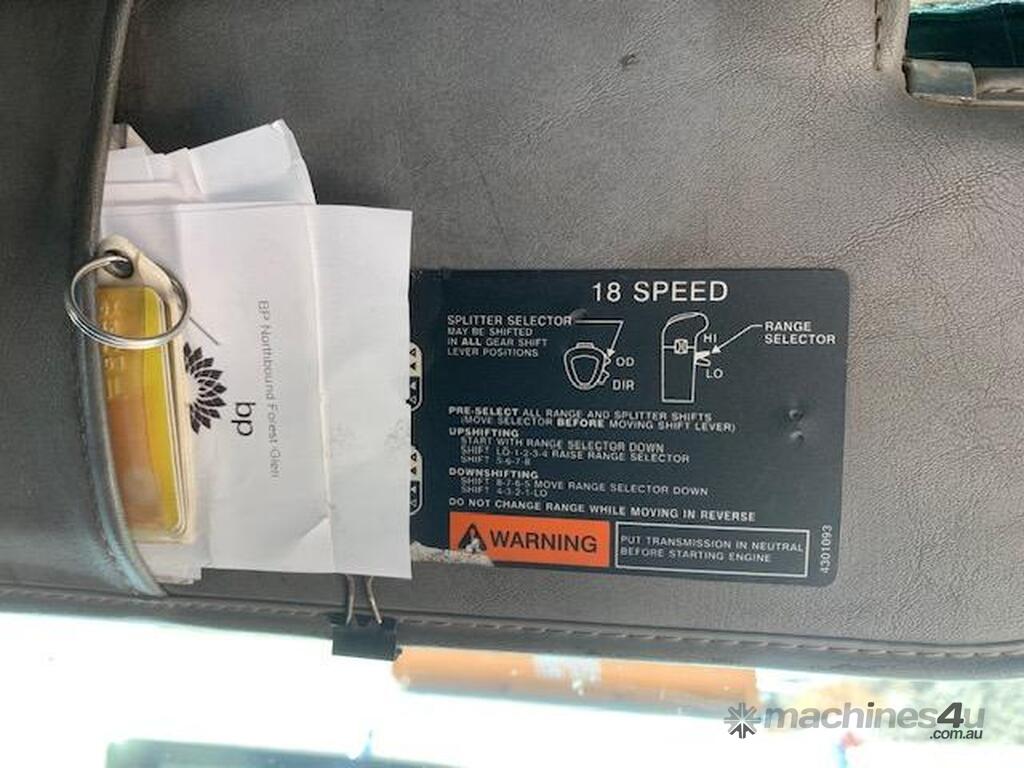 18 SPEED
SPLITTER SELECTOR
MAY BE SHIFTED
IN ALL GEAR SHIFT
LEVER POSITIONS
OD
DIR
HI
LO
RANGE
SELECTOR
PRE-SELECT ALL RANGE AND SPLITTER SHIFTS
(MOVE SELECTOR BEFORE MOVING SHIFT LEVER)
UPSHIFTING
START WITH RANGE SELECTOR DOWN
SHIFT LO-1-2-3-4 RAISE RANGE SELECTOR
SHIFT 5-6-7-8
DOWNSHIFTING
SHIFT 8-7-6-5 MOVE RANGE SELECTOR DOWN
SHIFT 4-3-2-1-LO
DO NOT CHANGE RANGE WHILE MOVING IN REVERSE
WARNING
PUT TRANSMISSION IN NEUTRAL
BEFORE STARTING ENGINE
4301093
bp
BP Northbound Forest Glen
machines4u
.com.au